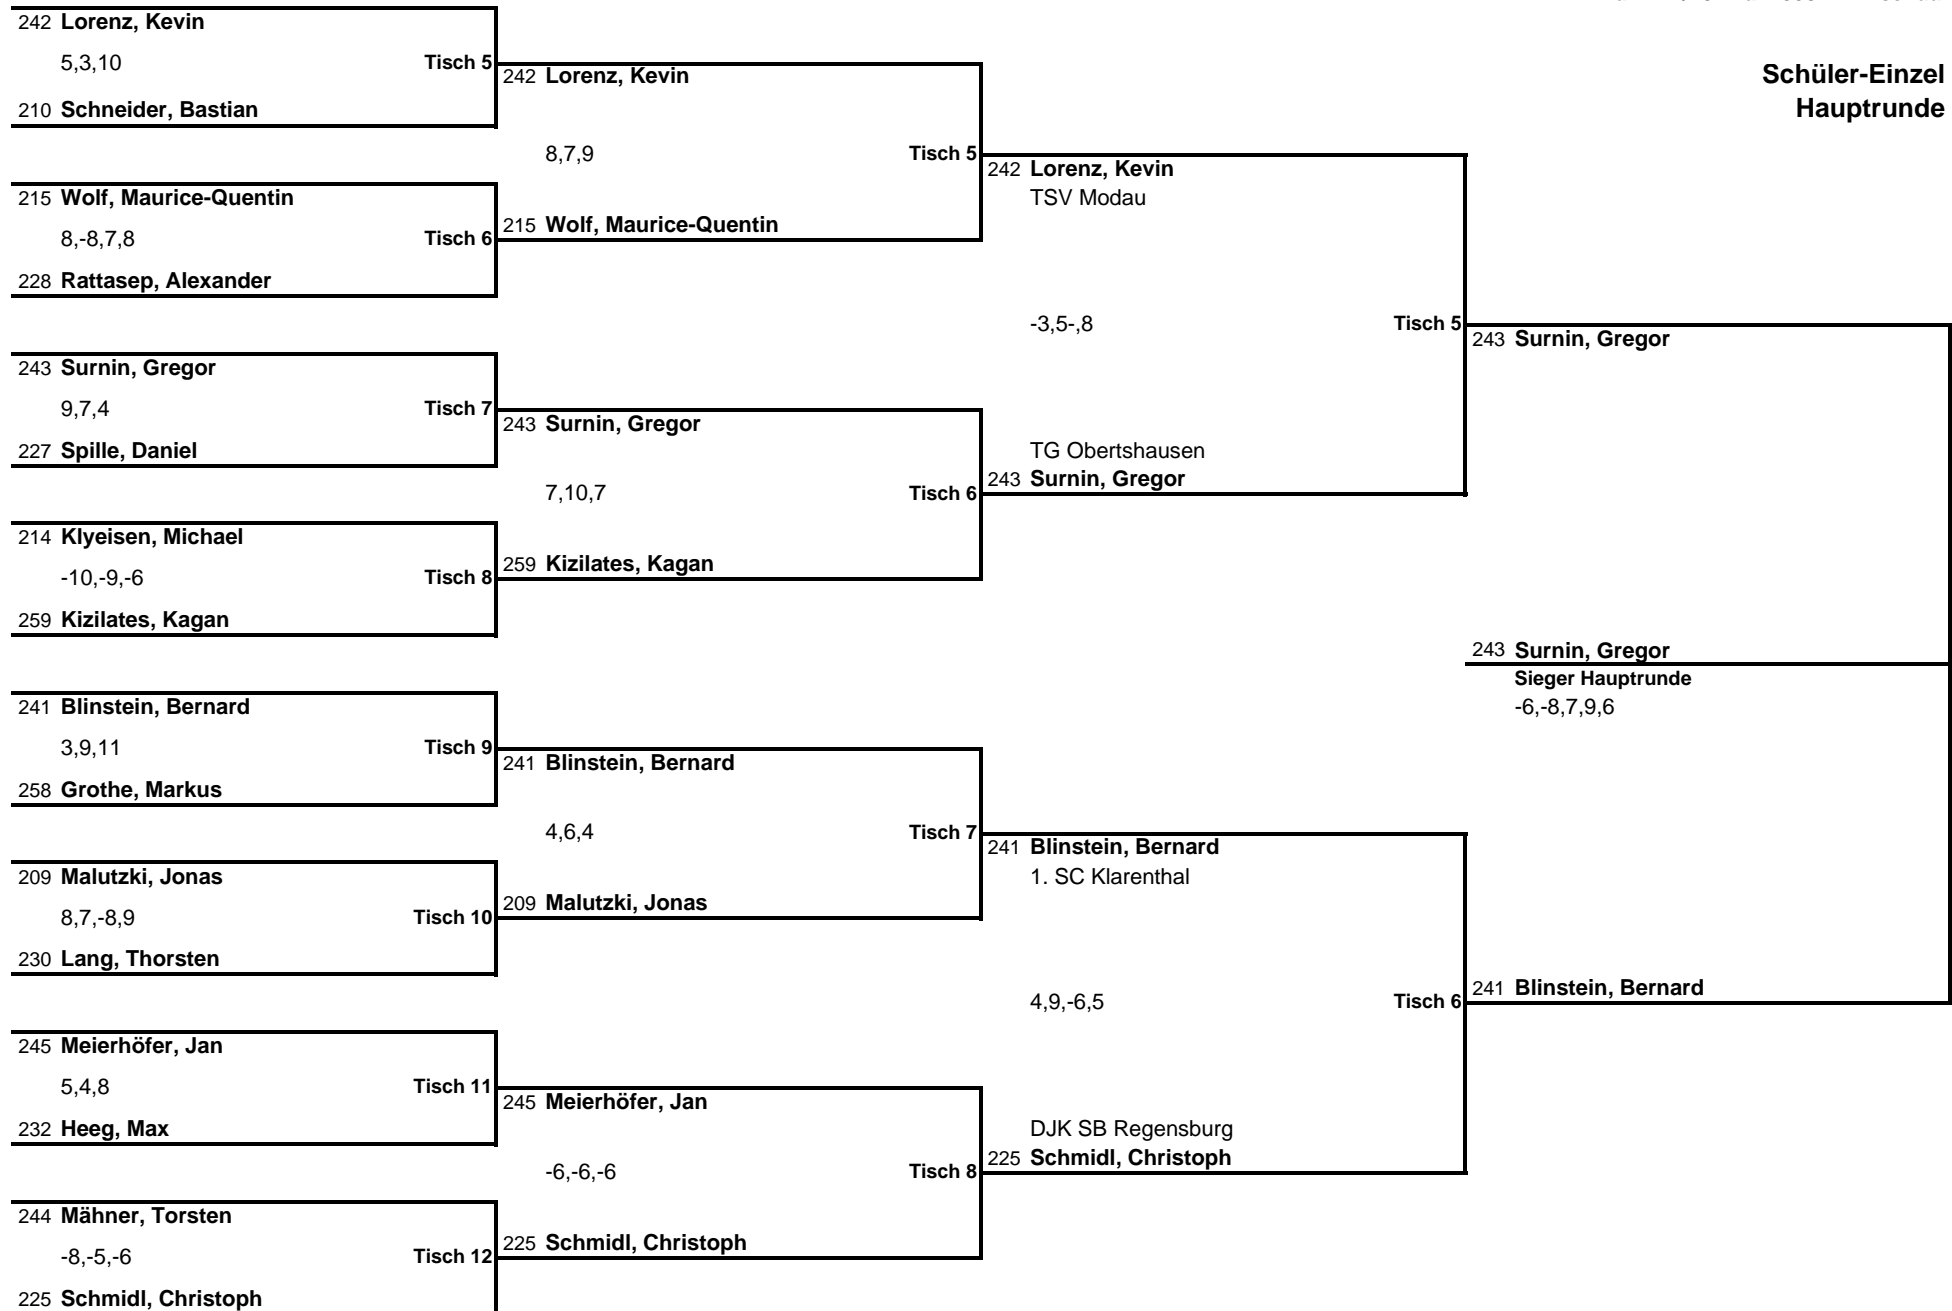 Schüler-Einzel
Hauptrunde
242 Lorenz, Kevin
5,3,10 Tisch 5
210 Schneider, Bastian
215 Wolf, Maurice-Quentin
8,-8,7,8 Tisch 6
228 Rattasep, Alexander
243 Surnin, Gregor
9,7,4 Tisch 7
227 Spille, Daniel
214 Klyeisen, Michael
-10,-9,-6 Tisch 8
259 Kizilates, Kagan
241 Blinstein, Bernard
3,9,11 Tisch 9
258 Grothe, Markus
209 Malutzki, Jonas
8,7,-8,9 Tisch 10
230 Lang, Thorsten
245 Meierhöfer, Jan
5,4,8 Tisch 11
232 Heeg, Max
244 Mähner, Torsten
-8,-5,-6 Tisch 12
225 Schmidl, Christoph
242 Lorenz, Kevin
8,7,9 Tisch 5
215 Wolf, Maurice-Quentin
243 Surnin, Gregor
7,10,7 Tisch 6
259 Kizilates, Kagan
241 Blinstein, Bernard
4,6,4 Tisch 7
209 Malutzki, Jonas
245 Meierhöfer, Jan
-6,-6,-6 Tisch 8
225 Schmidl, Christoph
242 Lorenz, Kevin
TSV Modau
-3,5-,8 Tisch 5
TG Obertshausen
243 Surnin, Gregor
241 Blinstein, Bernard
1. SC Klarenthal
4,9,-6,5 Tisch 6
DJK SB Regensburg
225 Schmidl, Christoph
243 Surnin, Gregor
243 Surnin, Gregor
Sieger Hauptrunde
-6,-8,7,9,6
241 Blinstein, Bernard